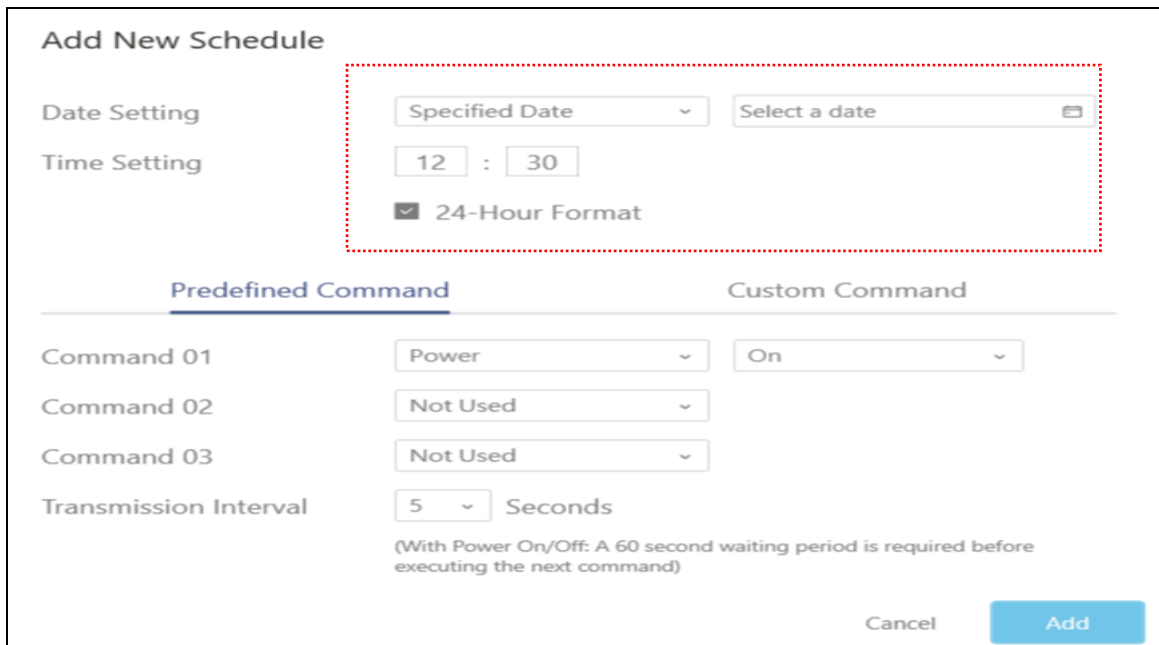 Add New Schedule
Date Setting Specified Date Select a date
Time Setting 12 : 30
24-Hour Format
Predefined Command Custom Command
Command 01 Power On
Command 02 Not Used
Command 03 Not Used
Transmission Interval 5 Seconds
(With Power On/Off: A 60 second waiting period is required before
executing the next command)
Cancel Add